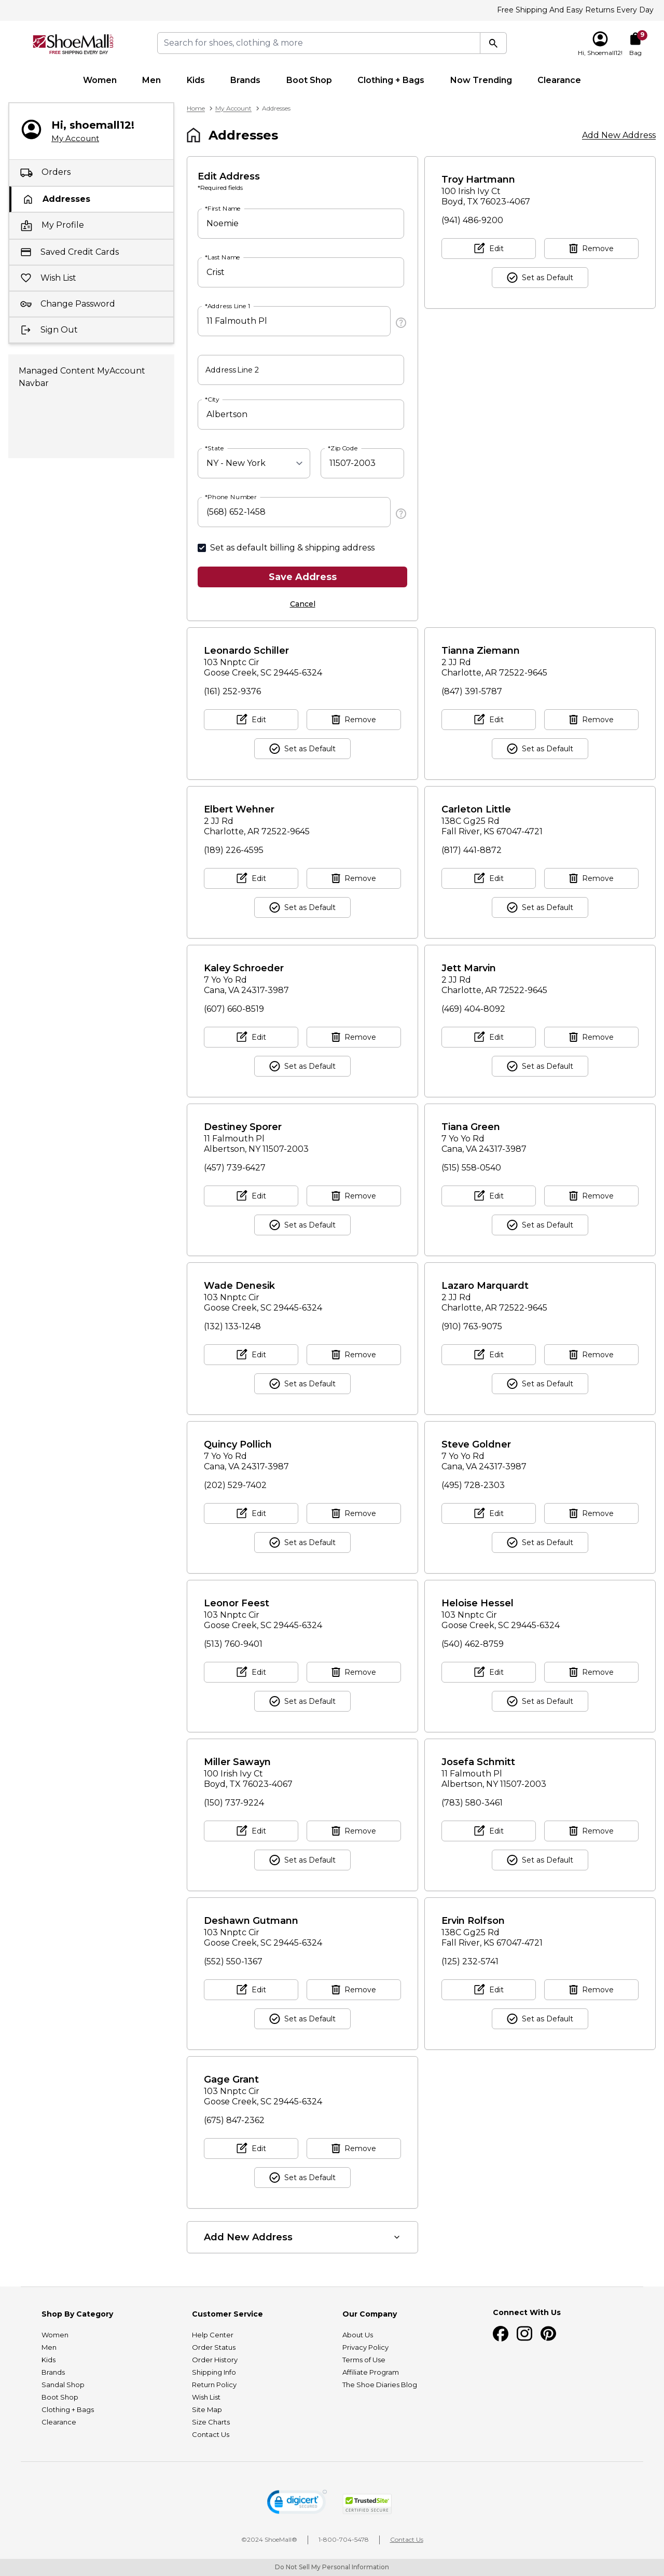 Free Shipping And Easy Returns Every Day
ShoeMall
FREE SHIPPING EVERY DAY
Search for shoes, clothing & more
Hi, Shoemall12!
9
Bag
Women
Men
Kids
Brands
Boot Shop
Clothing + Bags
Now Trending
Clearance
Hi, shoemall12!
My Account
Orders
Addresses
My Profile
Saved Credit Cards
Wish List
Change Password
Sign Out
Managed Content MyAccount
Navbar
Home > My Account > Addresses
Addresses
Add New Address
Edit Address
*Required fields
*First Name
Noemie
*Last Name
Crist
*Address Line 1
11 Falmouth Pl
Address Line 2
*City
Albertson
*State
NY - New York
*Zip Code
11507-2003
*Phone Number
(568) 652-1458
Set as default billing & shipping address
Save Address
Cancel
Troy Hartmann
100 Irish Ivy Ct
Boyd, TX 76023-4067
(941) 486-9200
Edit
Remove
Set as Default
Leonardo Schiller
103 Nnptc Cir
Goose Creek, SC 29445-6324
(161) 252-9376
Edit
Remove
Set as Default
Tianna Ziemann
2 JJ Rd
Charlotte, AR 72522-9645
(847) 391-5787
Edit
Remove
Set as Default
Elbert Wehner
2 JJ Rd
Charlotte, AR 72522-9645
(189) 226-4595
Edit
Remove
Set as Default
Carleton Little
138C Gg25 Rd
Fall River, KS 67047-4721
(817) 441-8872
Edit
Remove
Set as Default
Kaley Schroeder
7 Yo Yo Rd
Cana, VA 24317-3987
(607) 660-8519
Edit
Remove
Set as Default
Jett Marvin
2 JJ Rd
Charlotte, AR 72522-9645
(469) 404-8092
Edit
Remove
Set as Default
Destiney Sporer
11 Falmouth Pl
Albertson, NY 11507-2003
(457) 739-6427
Edit
Remove
Set as Default
Tiana Green
7 Yo Yo Rd
Cana, VA 24317-3987
(515) 558-0540
Edit
Remove
Set as Default
Wade Denesik
103 Nnptc Cir
Goose Creek, SC 29445-6324
(132) 133-1248
Edit
Remove
Set as Default
Lazaro Marquardt
2 JJ Rd
Charlotte, AR 72522-9645
(910) 763-9075
Edit
Remove
Set as Default
Quincy Pollich
7 Yo Yo Rd
Cana, VA 24317-3987
(202) 529-7402
Edit
Remove
Set as Default
Steve Goldner
7 Yo Yo Rd
Cana, VA 24317-3987
(495) 728-2303
Edit
Remove
Set as Default
Leonor Feest
103 Nnptc Cir
Goose Creek, SC 29445-6324
(513) 760-9401
Edit
Remove
Set as Default
Heloise Hessel
103 Nnptc Cir
Goose Creek, SC 29445-6324
(540) 462-8759
Edit
Remove
Set as Default
Miller Sawayn
100 Irish Ivy Ct
Boyd, TX 76023-4067
(150) 737-9224
Edit
Remove
Set as Default
Josefa Schmitt
11 Falmouth Pl
Albertson, NY 11507-2003
(783) 580-3461
Edit
Remove
Set as Default
Deshawn Gutmann
103 Nnptc Cir
Goose Creek, SC 29445-6324
(552) 550-1367
Edit
Remove
Set as Default
Ervin Rolfson
138C Gg25 Rd
Fall River, KS 67047-4721
(125) 232-5741
Edit
Remove
Set as Default
Gage Grant
103 Nnptc Cir
Goose Creek, SC 29445-6324
(675) 847-2362
Edit
Remove
Set as Default
Add New Address
Shop By Category
Women
Men
Kids
Brands
Sandal Shop
Boot Shop
Clothing + Bags
Clearance
Customer Service
Help Center
Order Status
Order History
Shipping Info
Return Policy
Wish List
Site Map
Size Charts
Contact Us
Our Company
About Us
Privacy Policy
Terms of Use
Affiliate Program
The Shoe Diaries Blog
Connect With Us
digicert
SECURED
TrustedSite
CERTIFIED SECURE
©2024 ShoeMall®
1-800-704-5478
Contact Us
Do Not Sell My Personal Information